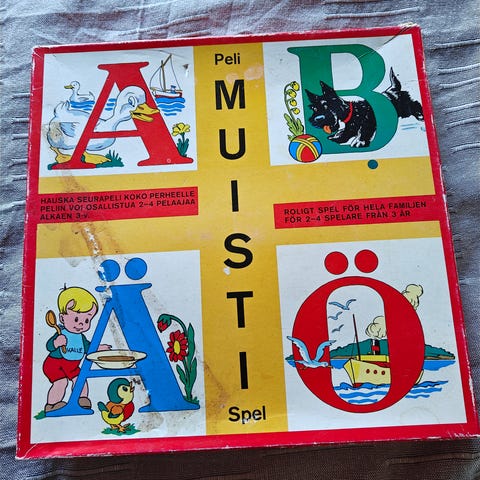 Peli
MUISTI
Spel
A
B
HAUSKA SEURAPELI KOKO PERHEELLE
PELIIN VOI OSALLISTUA 2–4 PELAAJAA
ALKAEN 3-v.
ROLIGT SPEL FÖR HELA FAMILJEN
FÖR 2–4 SPELARE FRÅN 3 ÅR
Ä
KALLE
Ö